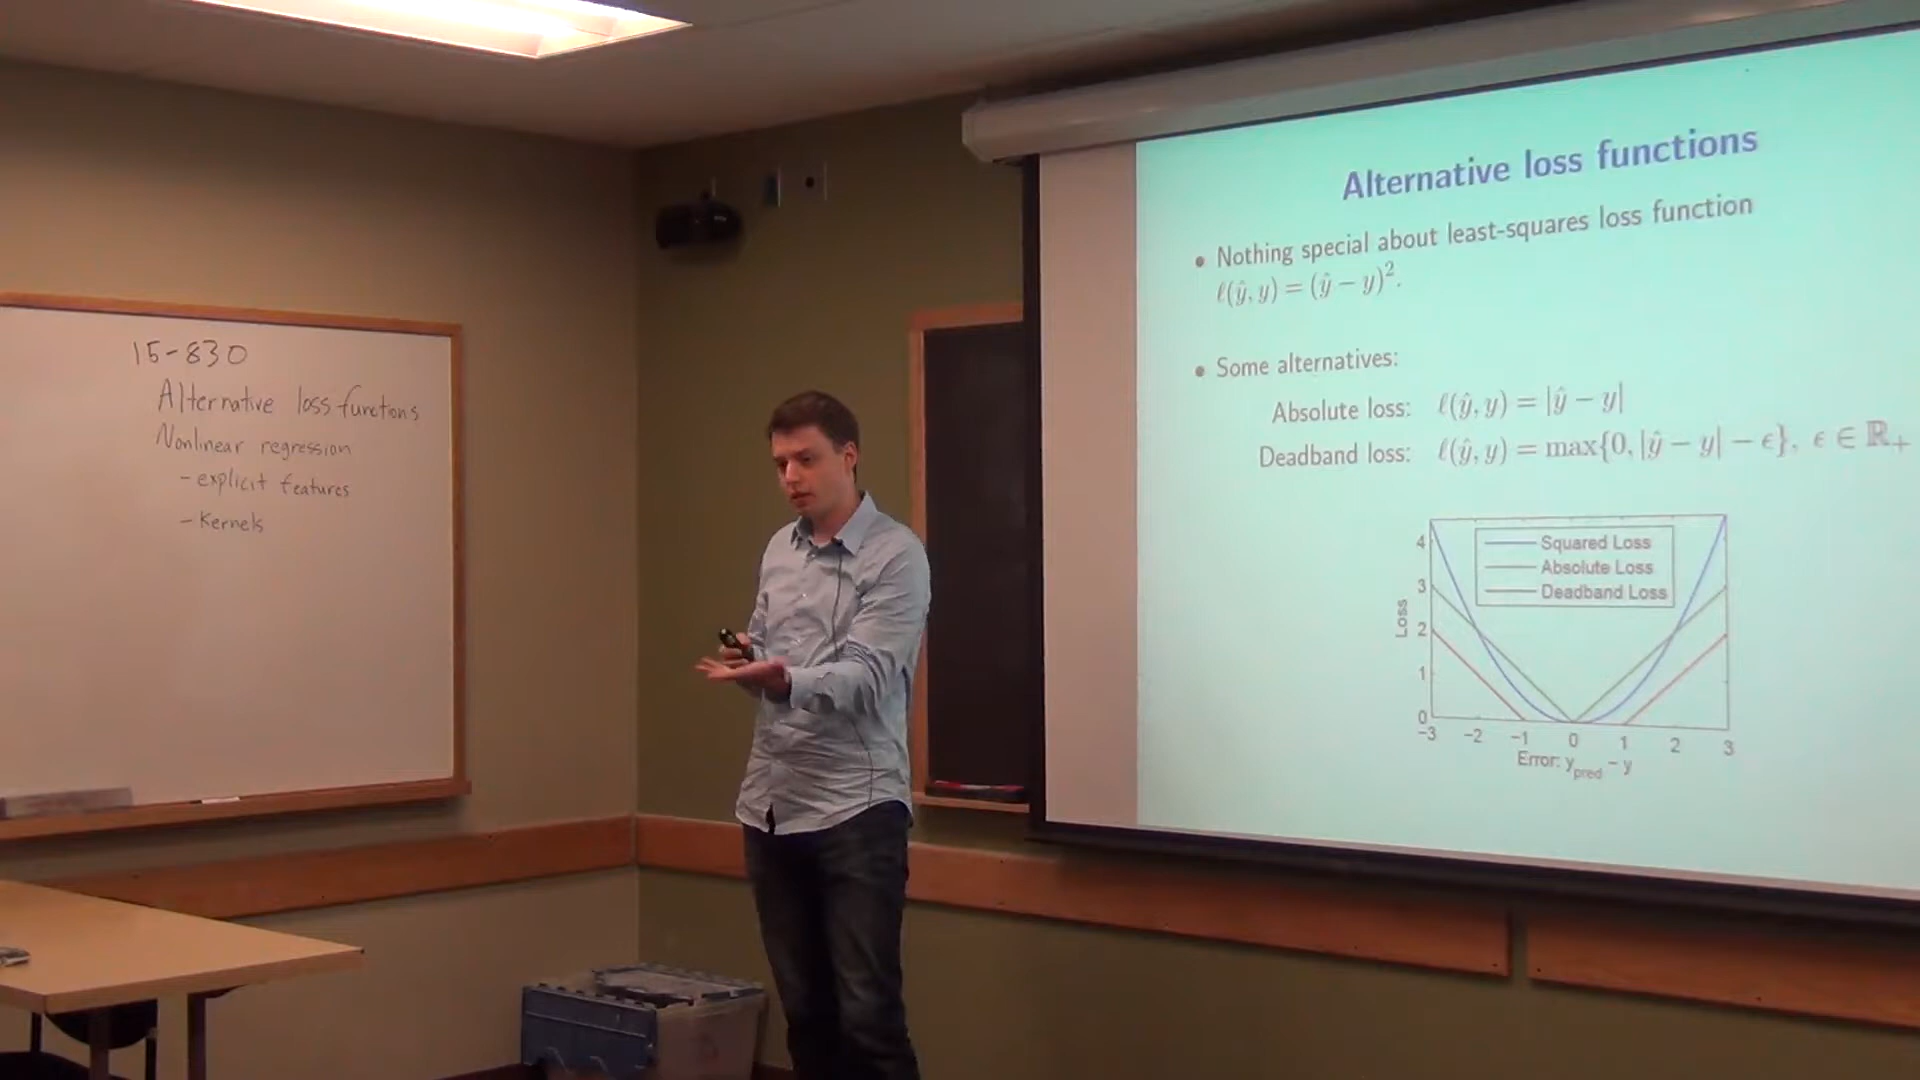 15-830
Alternative loss functions
Nonlinear regression
- explicit features
- Kernels
Alternative loss functions
• Nothing special about least-squares loss function
ℓ(ŷ, y) = (ŷ − y)².
• Some alternatives:
Absolute loss: ℓ(ŷ, y) = |ŷ − y|
Deadband loss: ℓ(ŷ, y) = max{0, |ŷ − y| − ϵ}, ϵ ∈ ℝ₊
Squared Loss
Absolute Loss
Deadband Loss
Loss
4
3
2
1
0
−3 −2 −1 0 1 2 3
Error: y_pred − y